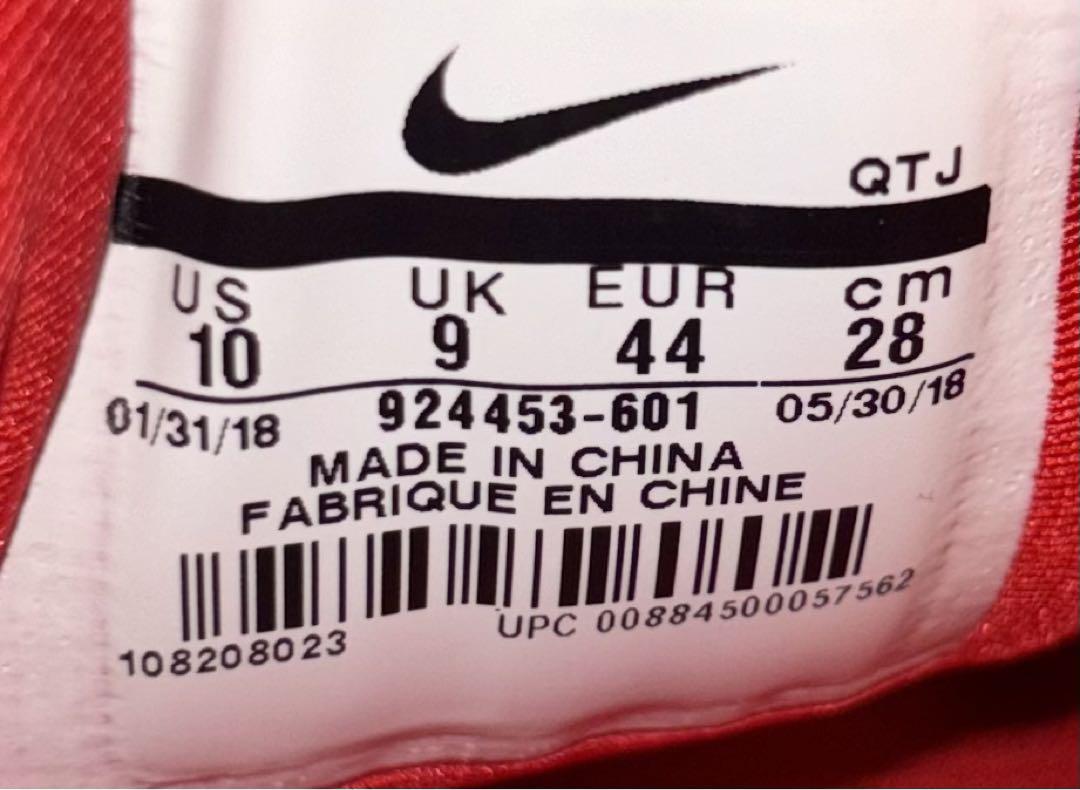 QTJ
US UK EUR cm
10 9 44 28
01/31/18 924453-601 05/30/18
MADE IN CHINA
FABRIQUE EN CHINE
108208023 UPC 00884500057562